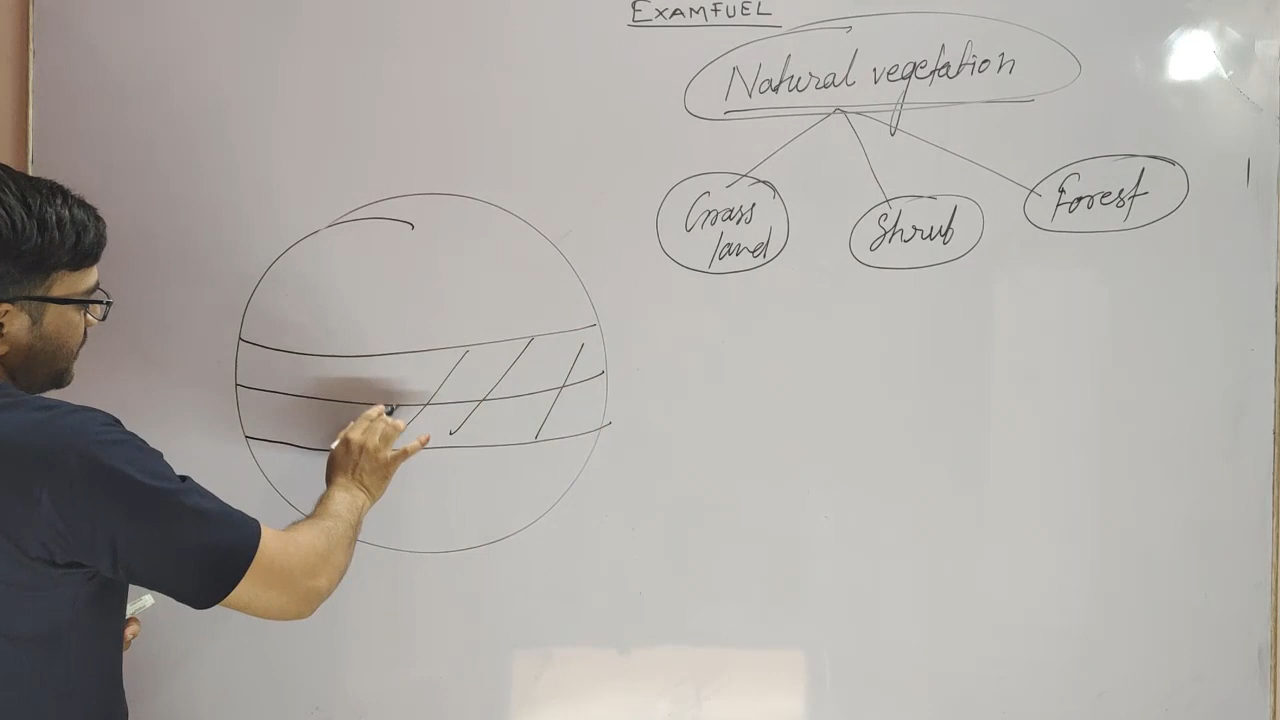 EXAMFUEL
Natural vegetation
Grass
land
Shrub
Forest